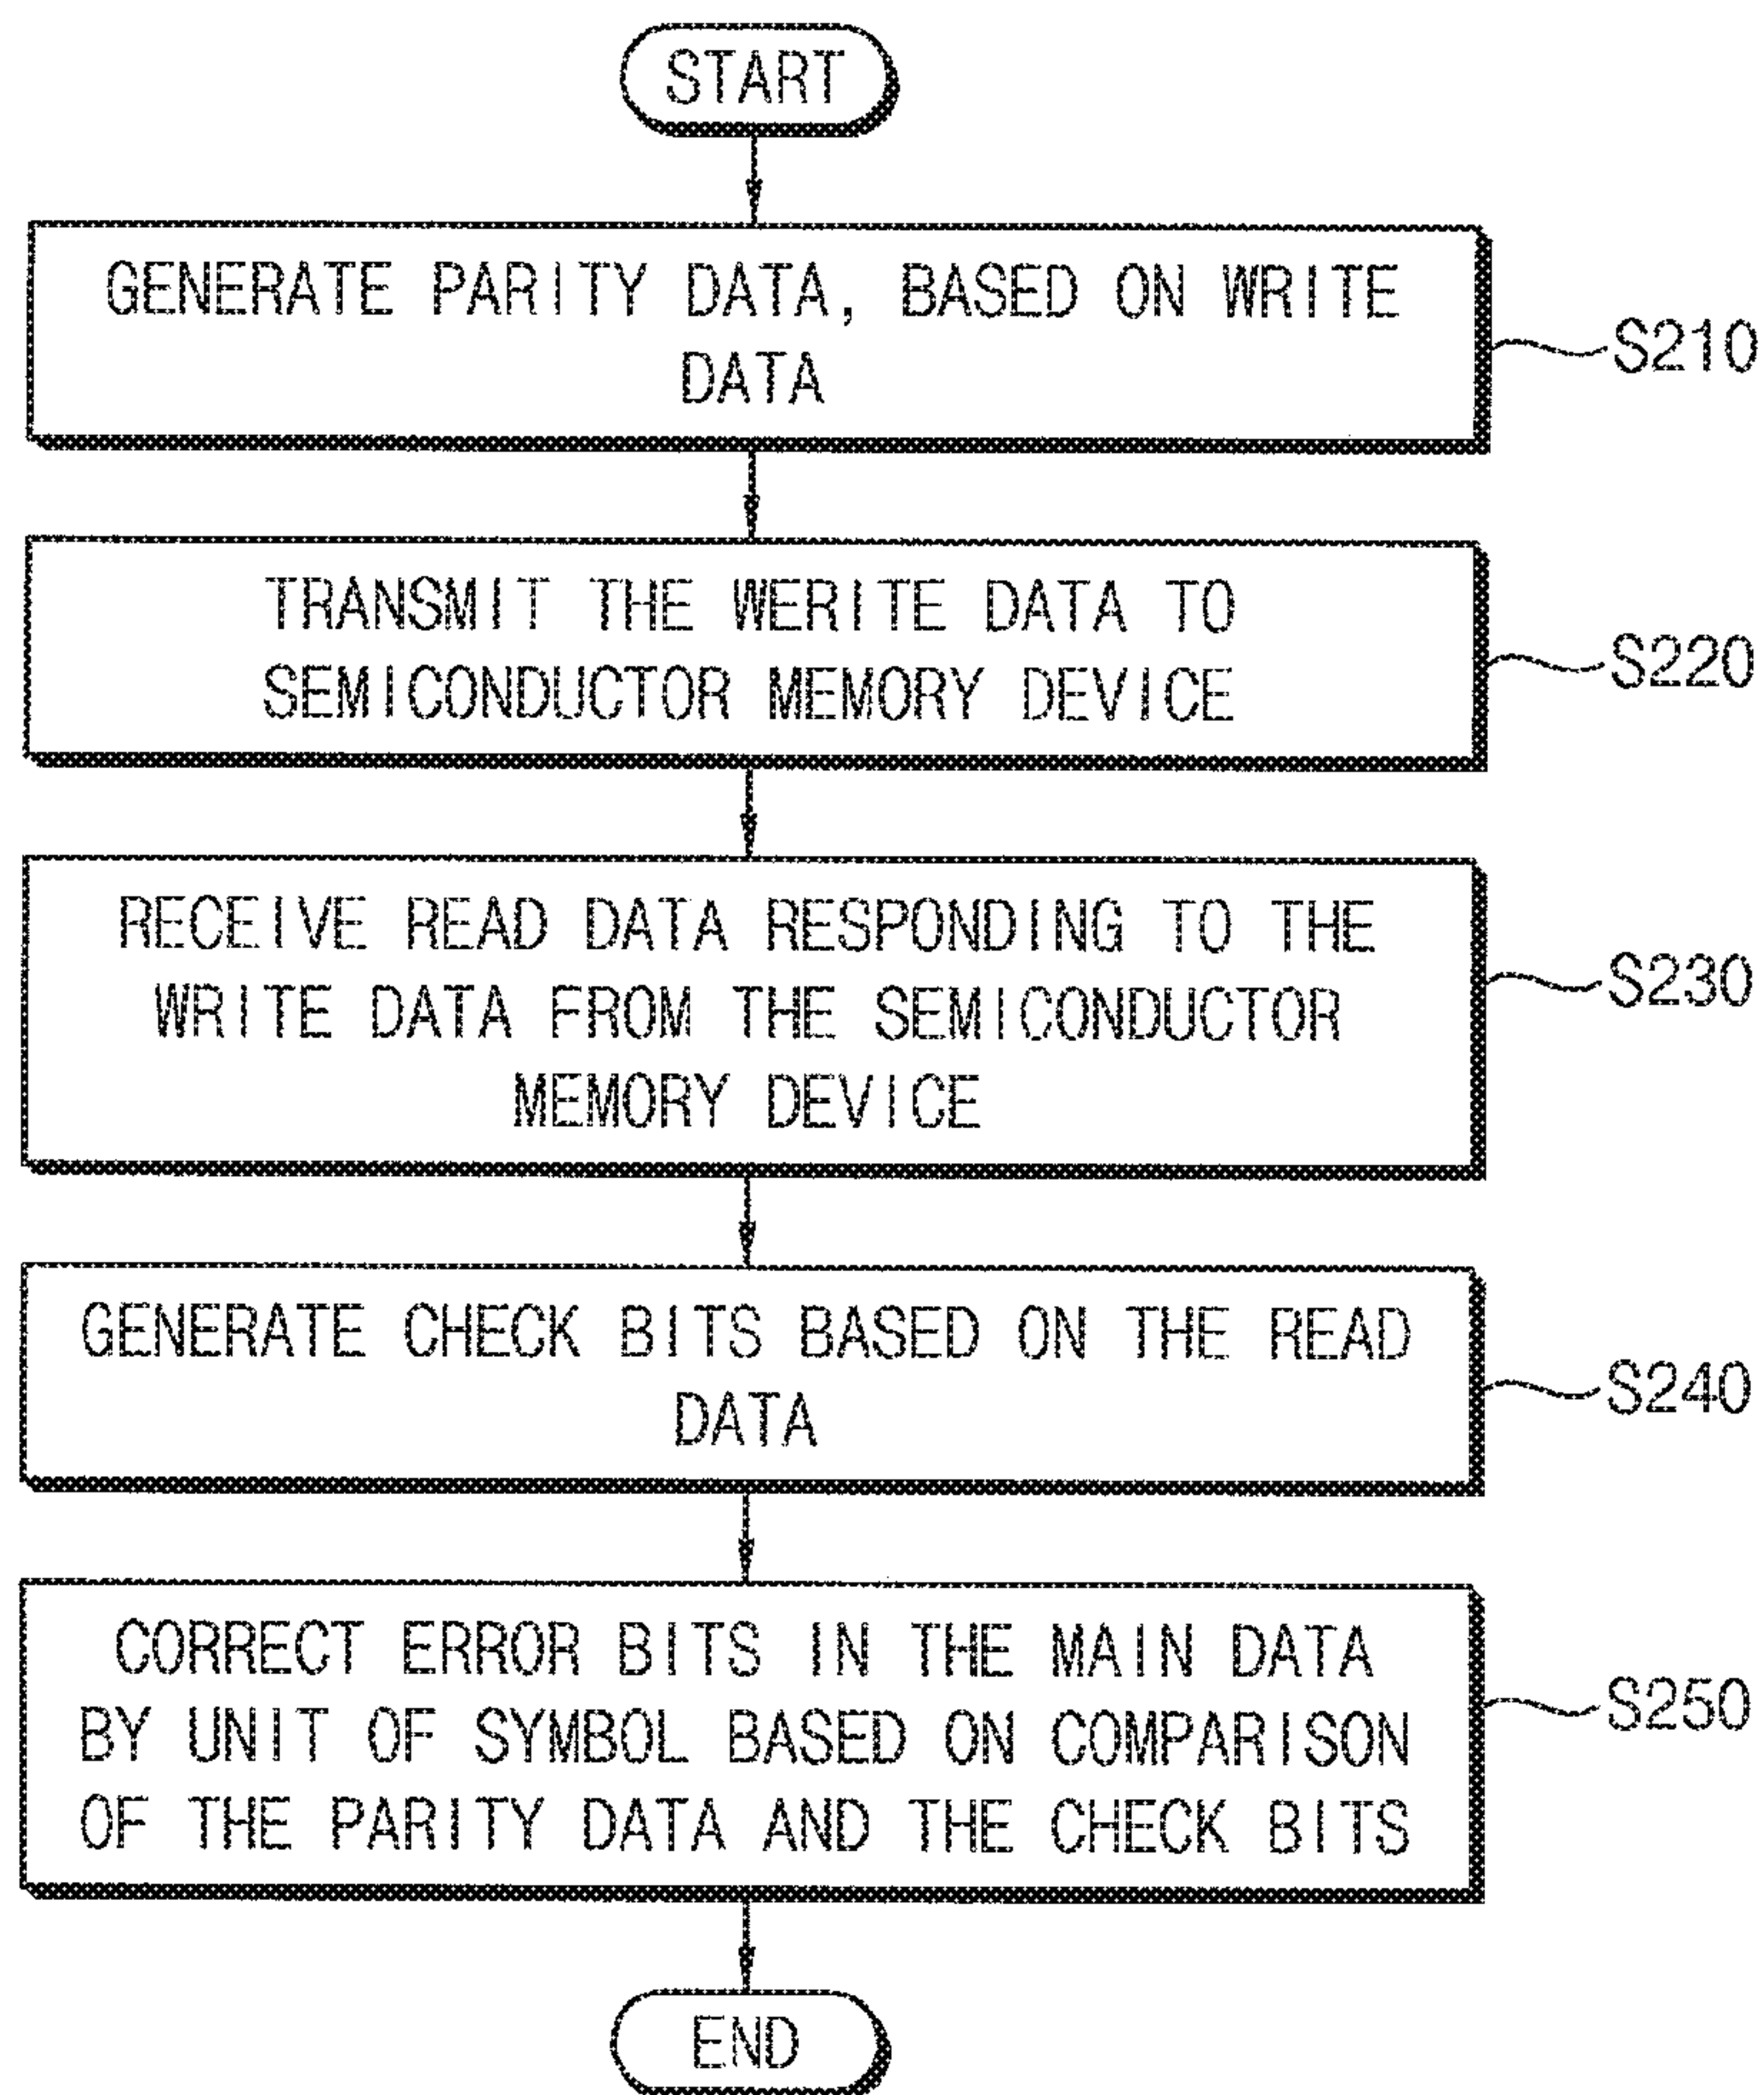 START
GENERATE PARITY DATA, BASED ON WRITE
DATA
S210
TRANSMIT THE WERITE DATA TO
SEMICONDUCTOR MEMORY DEVICE
S220
RECEIVE READ DATA RESPONDING TO THE
WRITE DATA FROM THE SEMICONDUCTOR
MEMORY DEVICE
S230
GENERATE CHECK BITS BASED ON THE READ
DATA
S240
CORRECT ERROR BITS IN THE MAIN DATA
BY UNIT OF SYMBOL BASED ON COMPARISON
OF THE PARITY DATA AND THE CHECK BITS
S250
END